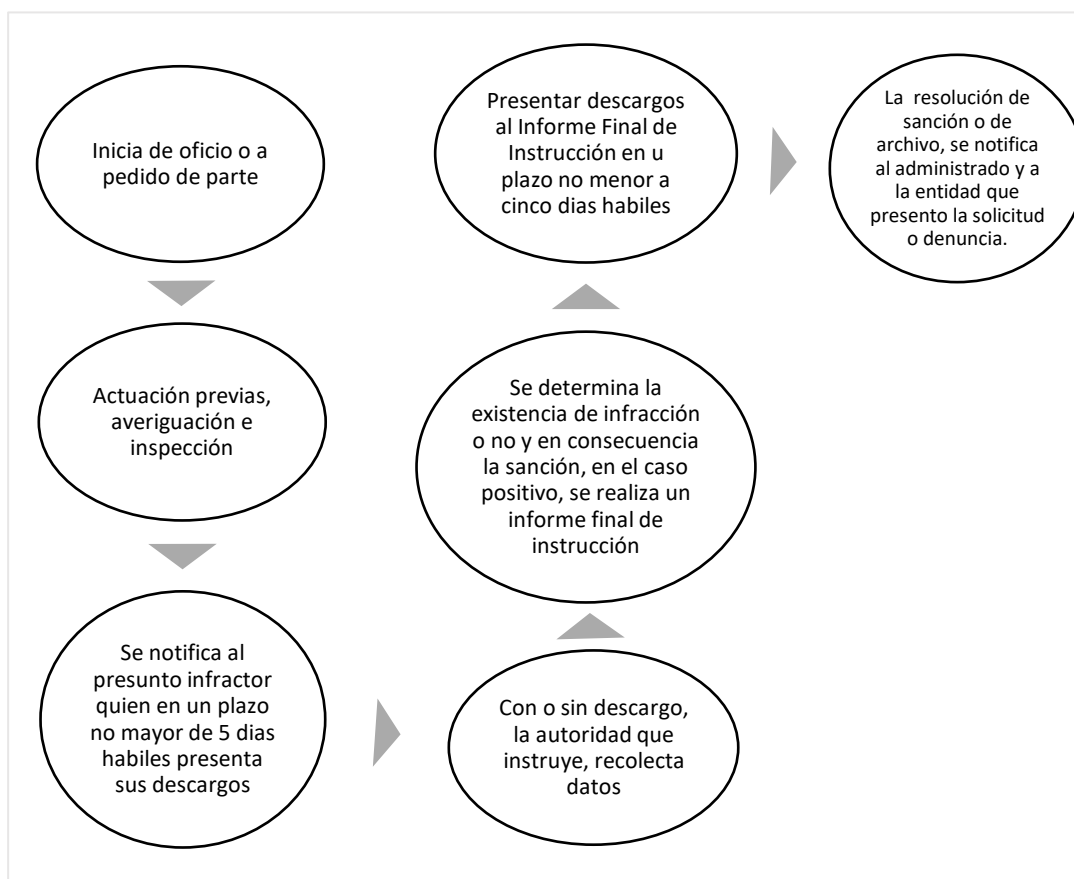 Inicia de oficio o a
pedido de parte
Actuación previas,
averiguación e
inspección
Se notifica al
presunto infractor
quien en un plazo
no mayor de 5 dias
habiles presenta
sus descargos
Con o sin descargo,
la autoridad que
instruye, recolecta
datos
Se determina la
existencia de infracción
o no y en consecuencia
la sanción, en el caso
positivo, se realiza un
informe final de
instrucción
Presentar descargos
al Informe Final de
Instrucción en u
plazo no menor a
cinco dias habiles
La resolución de
sanción o de
archivo, se notifica
al administrado y a
la entidad que
presento la solicitud
o denuncia.